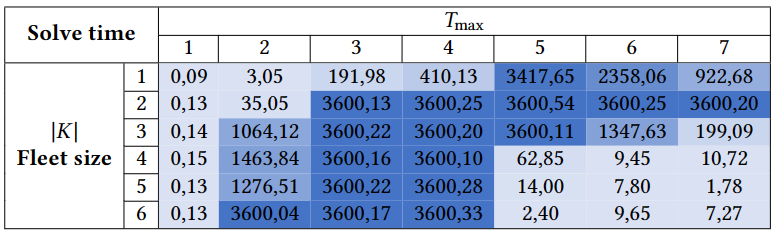 Solve time T_max
1 2 3 4 5 6 7
|K| Fleet size
1 0,09 3,05 191,98 410,13 3417,65 2358,06 922,68
2 0,13 35,05 3600,13 3600,25 3600,54 3600,25 3600,20
3 0,14 1064,12 3600,22 3600,20 3600,11 1347,63 199,09
4 0,15 1463,84 3600,16 3600,10 62,85 9,45 10,72
5 0,13 1276,51 3600,22 3600,28 14,00 7,80 1,78
6 0,13 3600,04 3600,17 3600,33 2,40 9,65 7,27